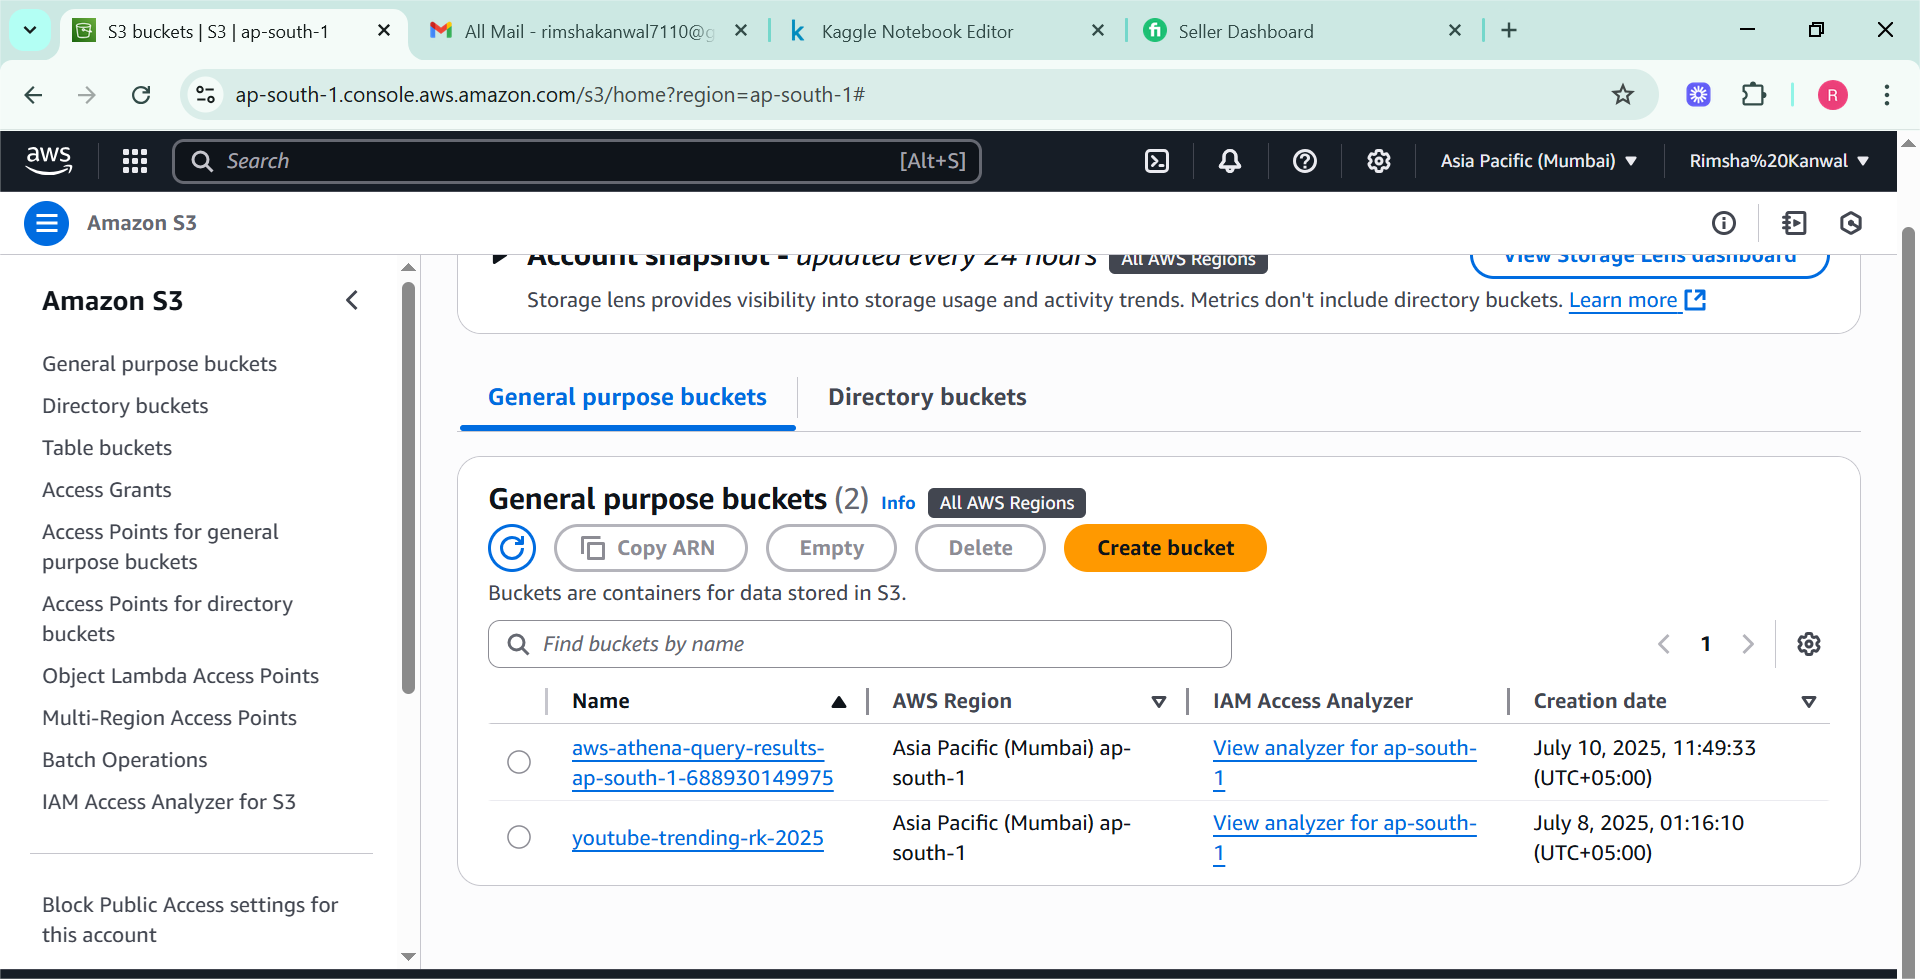 S3 buckets | S3 | ap-south-1
All Mail - rimshakanwal7110@g
Kaggle Notebook Editor
Seller Dashboard
ap-south-1.console.aws.amazon.com/s3/home?region=ap-south-1#
R
aws
Search
[Alt+S]
Asia Pacific (Mumbai)
Rimsha%20Kanwal
Amazon S3
Amazon S3
General purpose buckets
Directory buckets
Table buckets
Access Grants
Access Points for general
purpose buckets
Access Points for directory
buckets
Object Lambda Access Points
Multi-Region Access Points
Batch Operations
IAM Access Analyzer for S3
Block Public Access settings for
this account
Account snapshot - updated every 24 hours
All AWS Regions
View Storage Lens dashboard
Storage lens provides visibility into storage usage and activity trends. Metrics don't include directory buckets. Learn more
General purpose buckets
Directory buckets
General purpose buckets (2)
Info
All AWS Regions
Copy ARN
Empty
Delete
Create bucket
Buckets are containers for data stored in S3.
Find buckets by name
1
Name
AWS Region
IAM Access Analyzer
Creation date
aws-athena-query-results-
ap-south-1-688930149975
Asia Pacific (Mumbai) ap-
south-1
View analyzer for ap-south-
1
July 10, 2025, 11:49:33
(UTC+05:00)
youtube-trending-rk-2025
Asia Pacific (Mumbai) ap-
south-1
View analyzer for ap-south-
1
July 8, 2025, 01:16:10
(UTC+05:00)